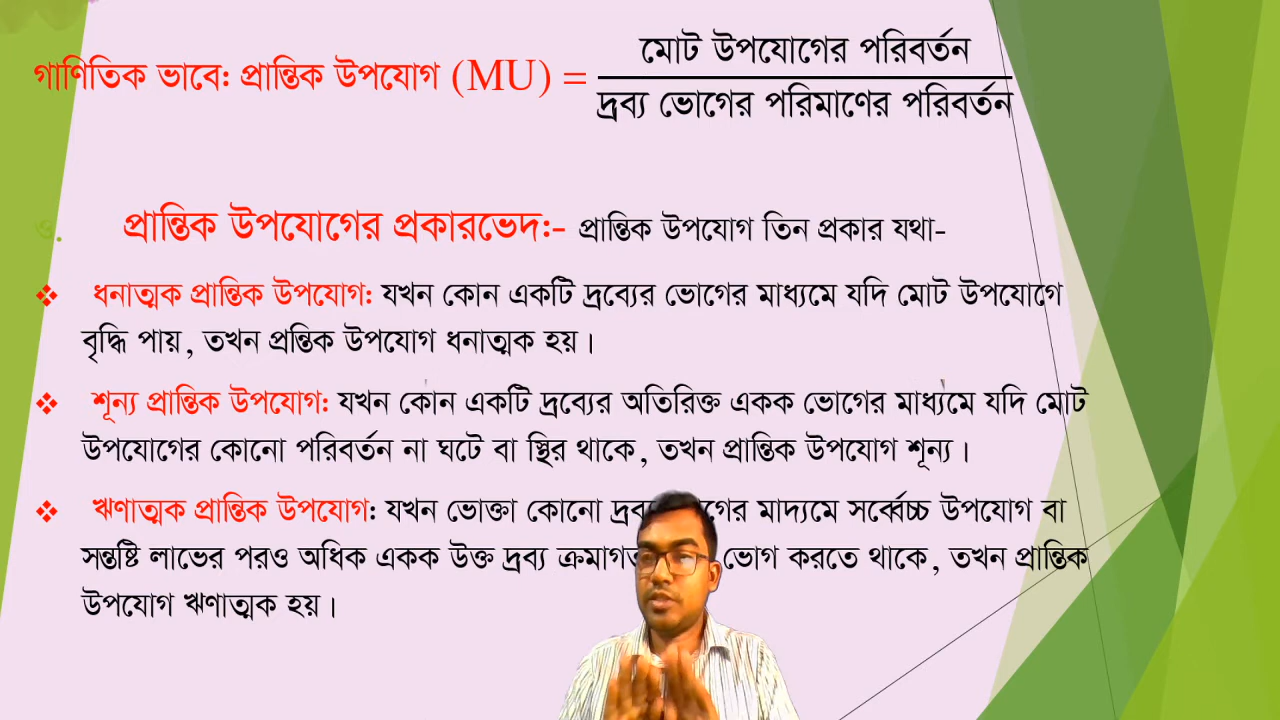 গাণিতিক ভাবে: প্রান্তিক উপযোগ (MU) =
মোট উপযোগের পরিবর্তন
দ্রব্য ভোগের পরিমাণের পরিবর্তন
প্রান্তিক উপযোগের প্রকারভেদ:- প্রান্তিক উপযোগ তিন প্রকার যথা-
❖ ধনাত্মক প্রান্তিক উপযোগ: যখন কোন একটি দ্রব্যের ভোগের মাধ্যমে যদি মোট উপযোগে
বৃদ্ধি পায়, তখন প্রন্তিক উপযোগ ধনাত্মক হয়।
❖ শূন্য প্রান্তিক উপযোগ: যখন কোন একটি দ্রব্যের অতিরিক্ত একক ভোগের মাধ্যমে যদি মোট
উপযোগের কোনো পরিবর্তন না ঘটে বা স্থির থাকে, তখন প্রান্তিক উপযোগ শূন্য।
❖ ঋণাত্মক প্রান্তিক উপযোগ: যখন ভোক্তা কোনো মাদ্যমে সর্ব্বেচ্চ উপযোগ বা
সন্তষ্টি লাভের পরও অধিক একক উক্ত দ্রব্য ভোগ করতে থাকে, তখন প্রান্তিক
উপযোগ ঋণাত্মক হয়।